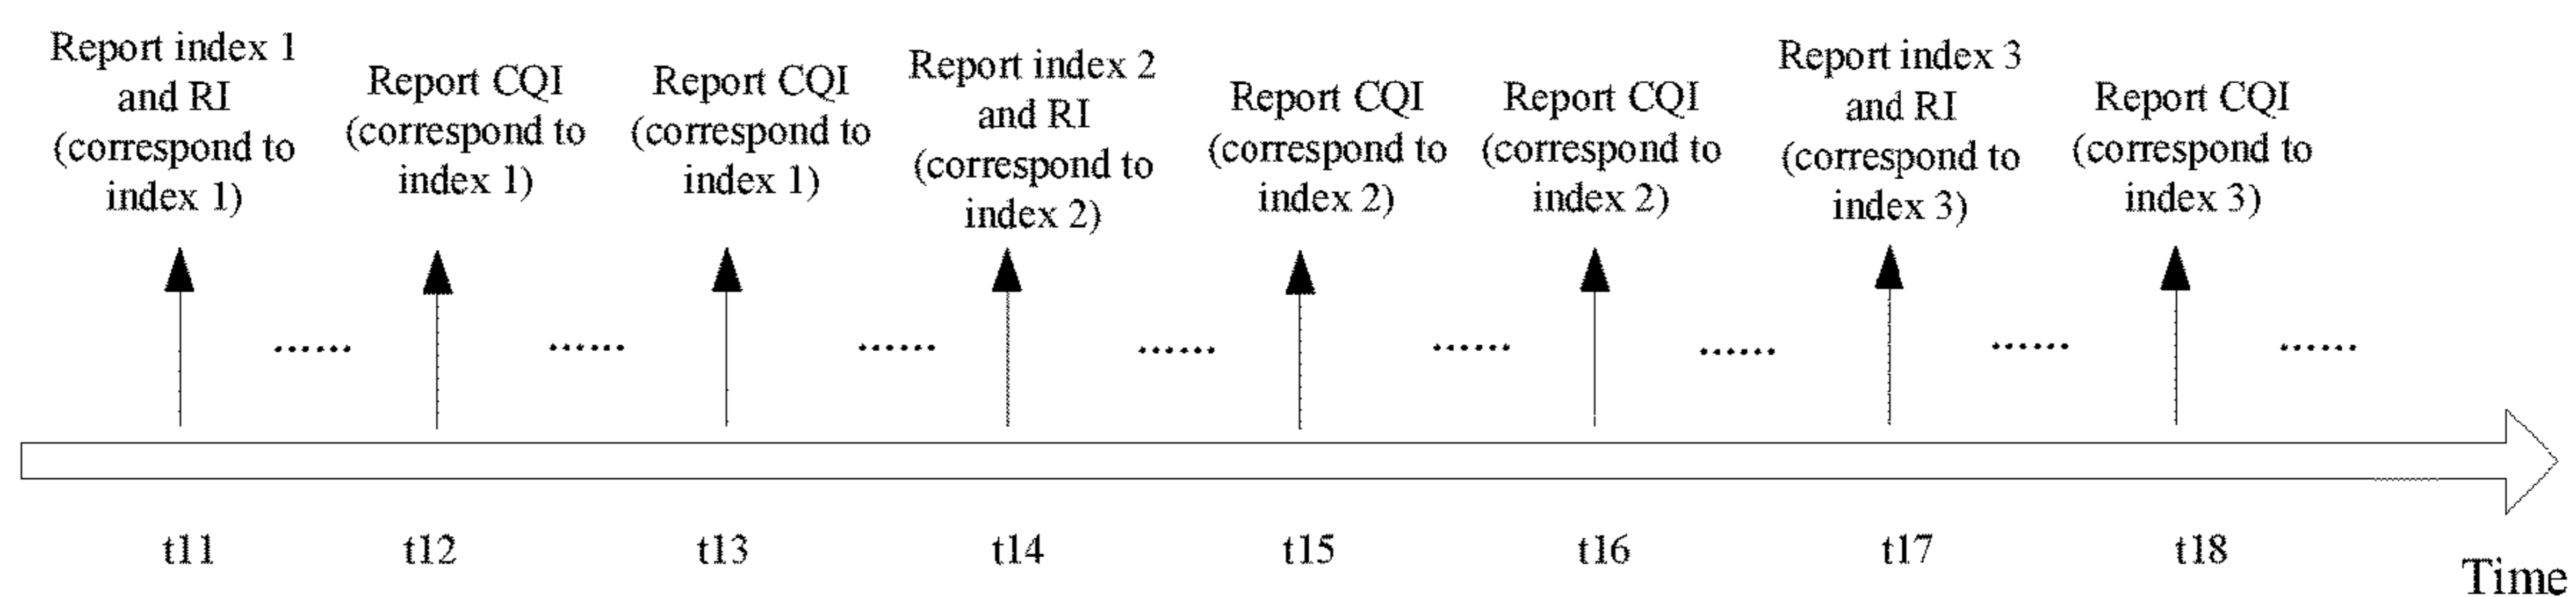 Report index 1
and RI
(correspond to
index 1)
Report CQI
(correspond to
index 1)
Report CQI
(correspond to
index 1)
Report index 2
and RI
(correspond to
index 2)
Report CQI
(correspond to
index 2)
Report CQI
(correspond to
index 2)
Report index 3
and RI
(correspond to
index 3)
Report CQI
(correspond to
index 3)
......
......
......
......
......
......
......
......
t11
t12
t13
t14
t15
t16
t17
t18
Time